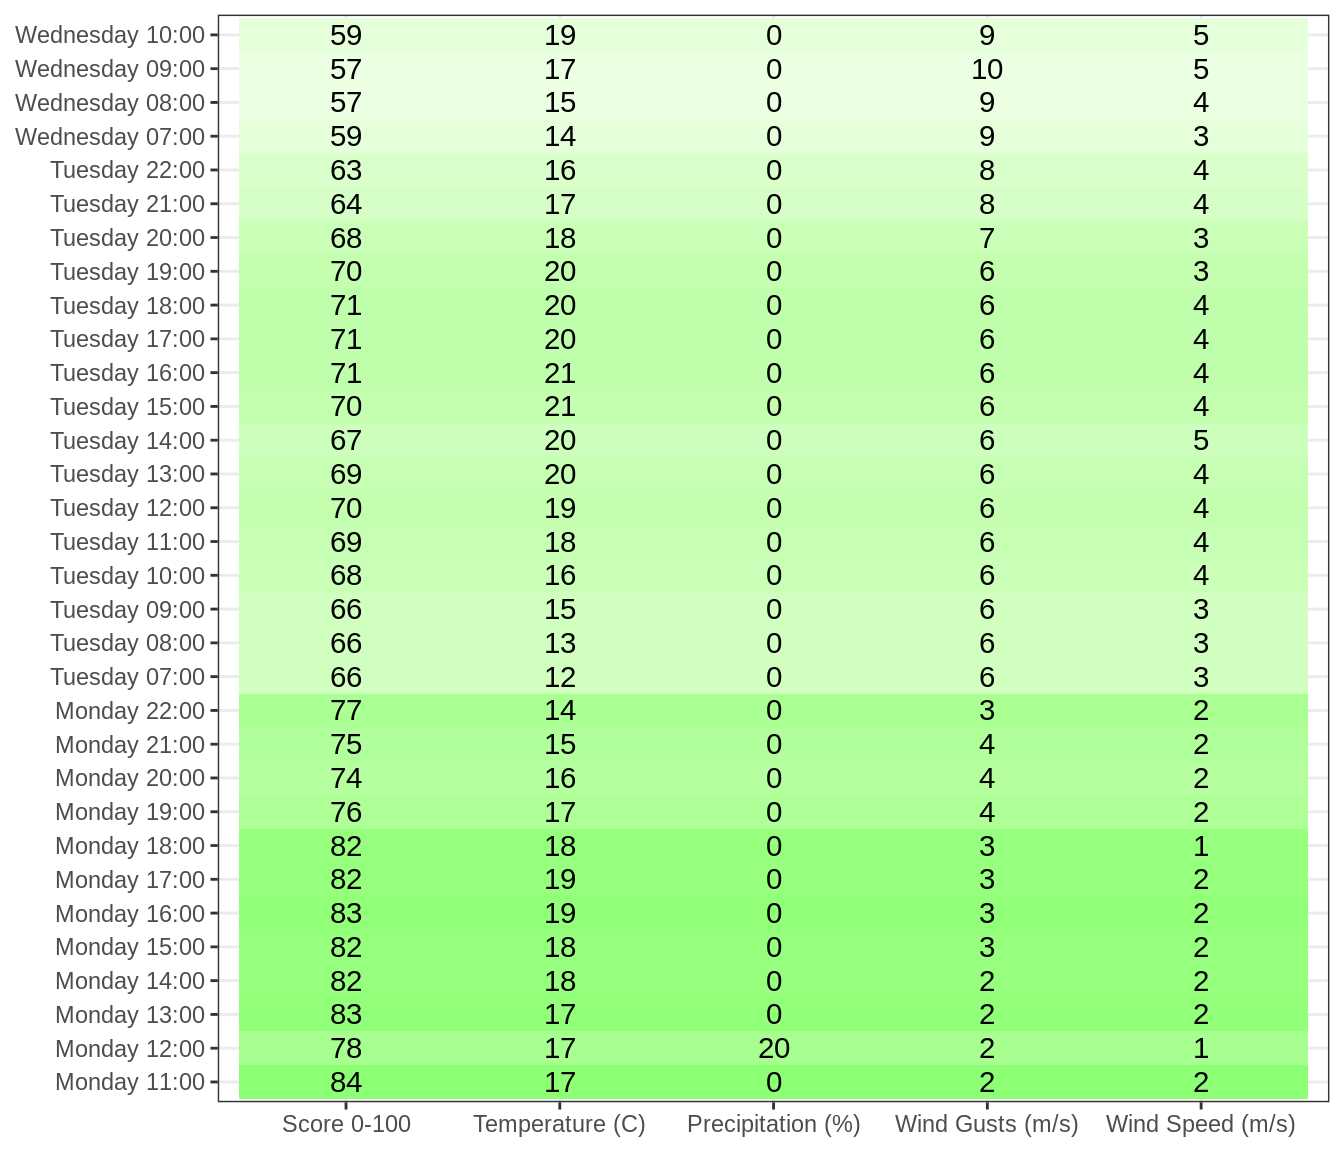 Wednesday 10:00 59 19 0 9 5
Wednesday 09:00 57 17 0 10 5
Wednesday 08:00 57 15 0 9 4
Wednesday 07:00 59 14 0 9 3
Tuesday 22:00 63 16 0 8 4
Tuesday 21:00 64 17 0 8 4
Tuesday 20:00 68 18 0 7 3
Tuesday 19:00 70 20 0 6 3
Tuesday 18:00 71 20 0 6 4
Tuesday 17:00 71 20 0 6 4
Tuesday 16:00 71 21 0 6 4
Tuesday 15:00 70 21 0 6 4
Tuesday 14:00 67 20 0 6 5
Tuesday 13:00 69 20 0 6 4
Tuesday 12:00 70 19 0 6 4
Tuesday 11:00 69 18 0 6 4
Tuesday 10:00 68 16 0 6 4
Tuesday 09:00 66 15 0 6 3
Tuesday 08:00 66 13 0 6 3
Tuesday 07:00 66 12 0 6 3
Monday 22:00 77 14 0 3 2
Monday 21:00 75 15 0 4 2
Monday 20:00 74 16 0 4 2
Monday 19:00 76 17 0 4 2
Monday 18:00 82 18 0 3 1
Monday 17:00 82 19 0 3 2
Monday 16:00 83 19 0 3 2
Monday 15:00 82 18 0 3 2
Monday 14:00 82 18 0 2 2
Monday 13:00 83 17 0 2 2
Monday 12:00 78 17 20 2 1
Monday 11:00 84 17 0 2 2
Score 0-100 Temperature (C) Precipitation (%) Wind Gusts (m/s) Wind Speed (m/s)